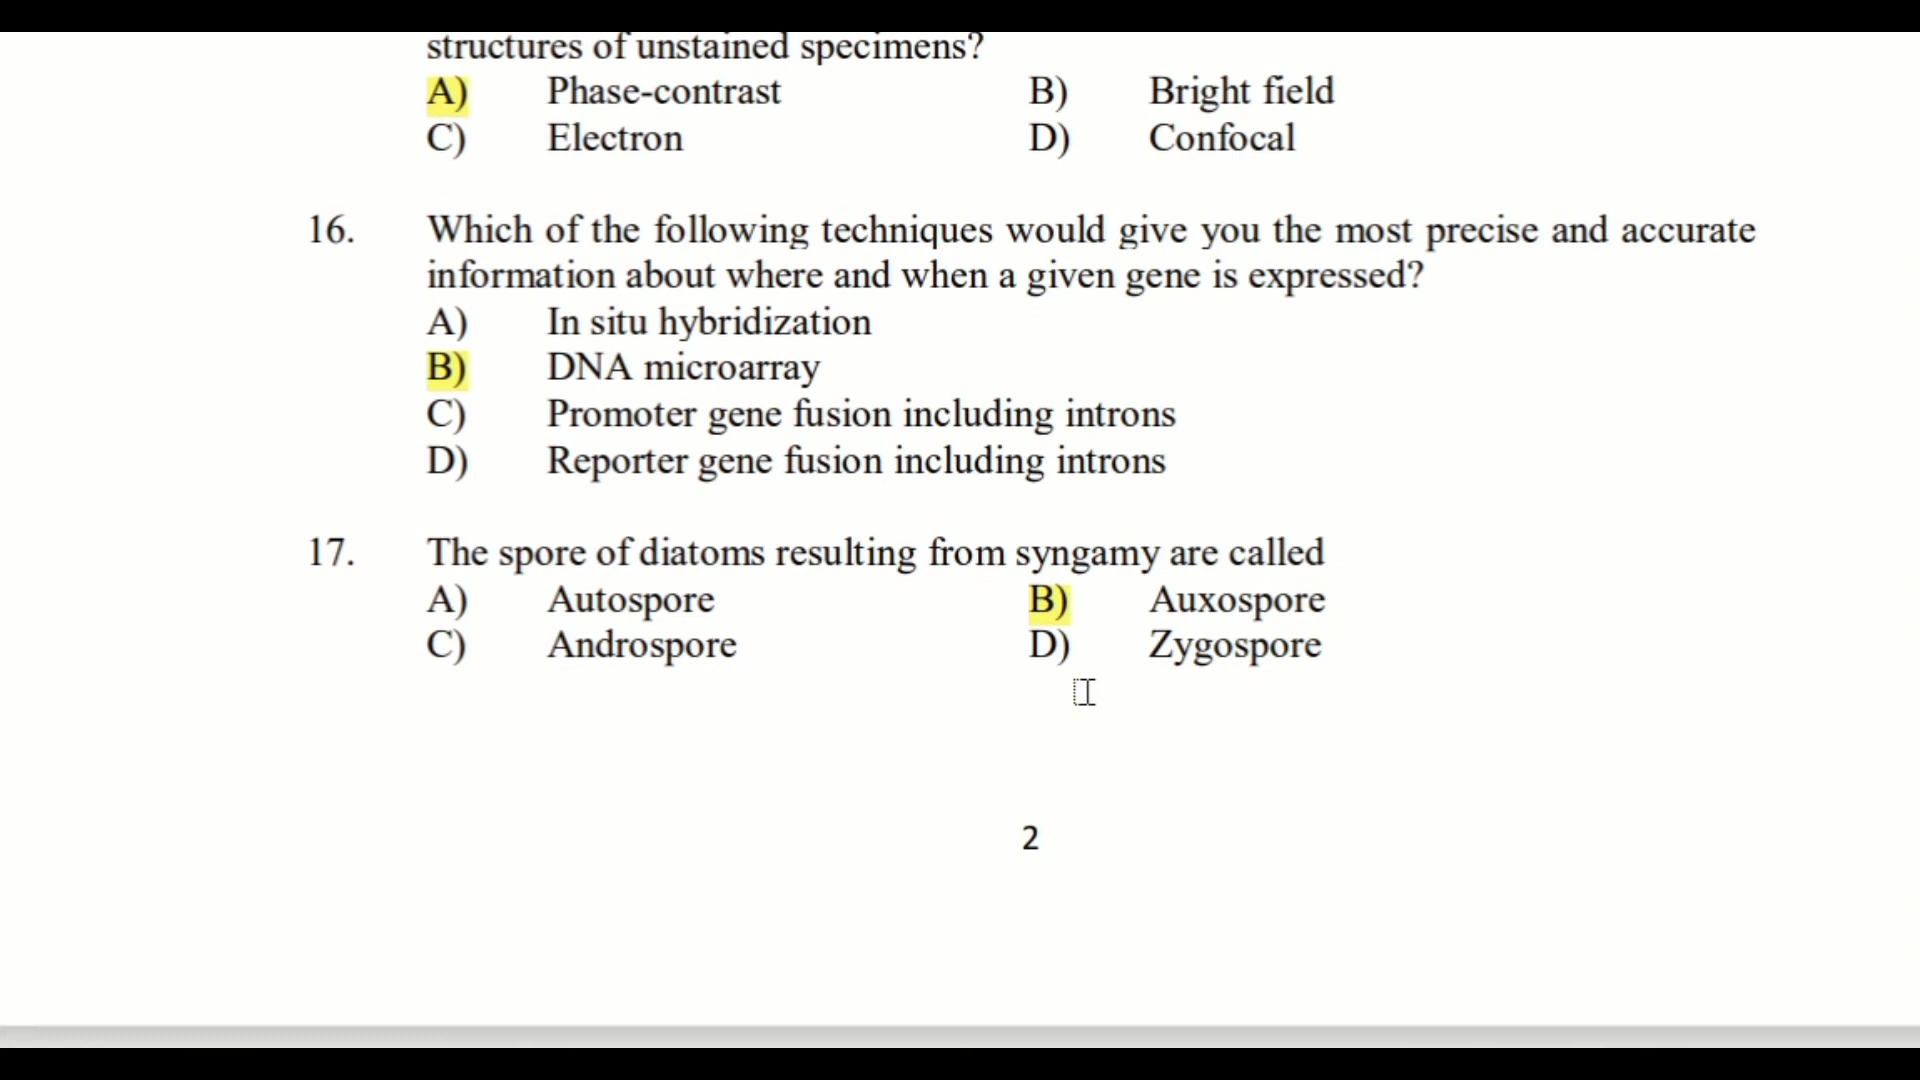 structures of unstained specimens?
A) Phase-contrast B) Bright field
C) Electron D) Confocal
16. Which of the following techniques would give you the most precise and accurate
information about where and when a given gene is expressed?
A) In situ hybridization
B) DNA microarray
C) Promoter gene fusion including introns
D) Reporter gene fusion including introns
17. The spore of diatoms resulting from syngamy are called
A) Autospore B) Auxospore
C) Androspore D) Zygospore
2